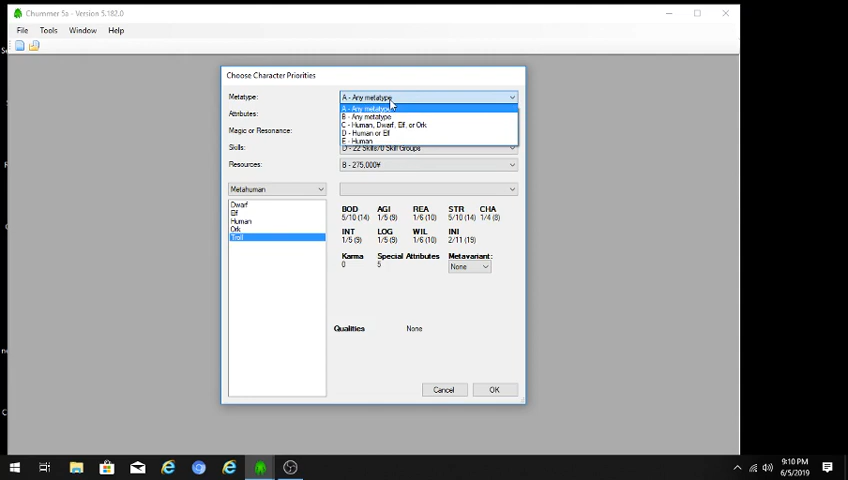 Chummer 5a - Version 5.182.0
File Tools Window Help
Choose Character Priorities
Metatype: A - Any metatype
A - Any metatype
Attributes: B - Any metatype
C - Human, Dwarf, Elf, or Ork
Magic or Resonance: D - Human or Elf
E - Human
Skills: D - 22 Skills/0 Skill Groups
Resources: B - 275,000¥
Metahuman
Dwarf
Elf
Human
Ork
Troll
BOD AGI REA STR CHA
5/10 (14) 1/5 (9) 1/6 (10) 5/10 (14) 1/4 (8)
INT LOG WIL INI
1/5 (9) 1/5 (9) 1/6 (10) 2/11 (15)
Karma Special Attributes Metavariant:
0 5 None
Qualities None
Cancel OK
9:10 PM
6/5/2019